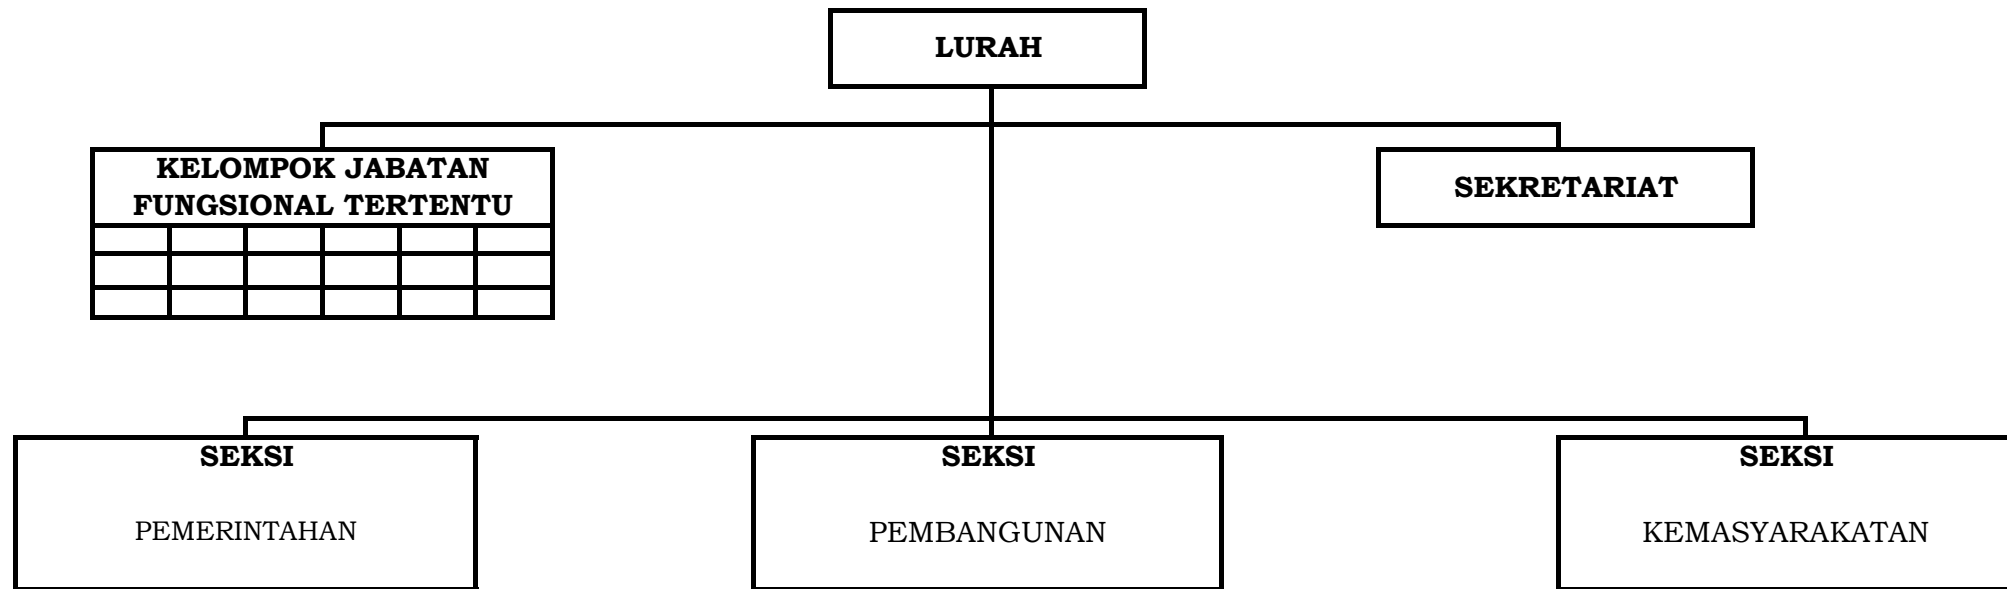 LURAH
KELOMPOK JABATAN
FUNGSIONAL TERTENTU
SEKRETARIAT
SEKSI
PEMERINTAHAN
SEKSI
PEMBANGUNAN
SEKSI
KEMASYARAKATAN